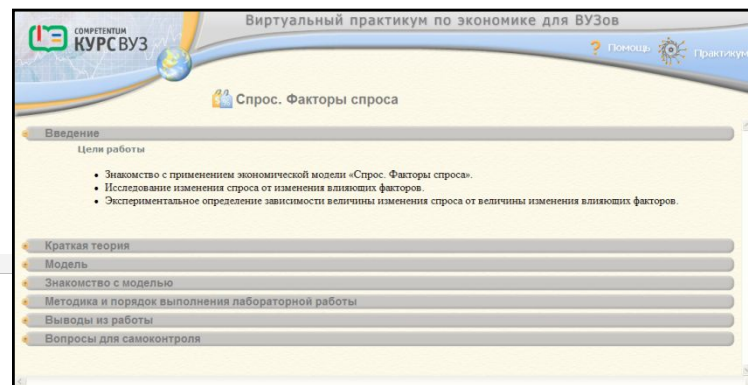 Виртуальный практикум по экономике для ВУЗов
COMPETENTUM
КУРСВУЗ
? Помощь Практикум
Спрос. Факторы спроса
Введение
Цели работы
• Знакомство с применением экономической модели «Спрос. Факторы спроса».
• Исследование изменения спроса от изменения влияющих факторов.
• Экспериментальное определение зависимости величины изменения спроса от величины изменения влияющих факторов.
Краткая теория
Модель
Знакомство с моделью
Методика и порядок выполнения лабораторной работы
Выводы из работы
Вопросы для самоконтроля